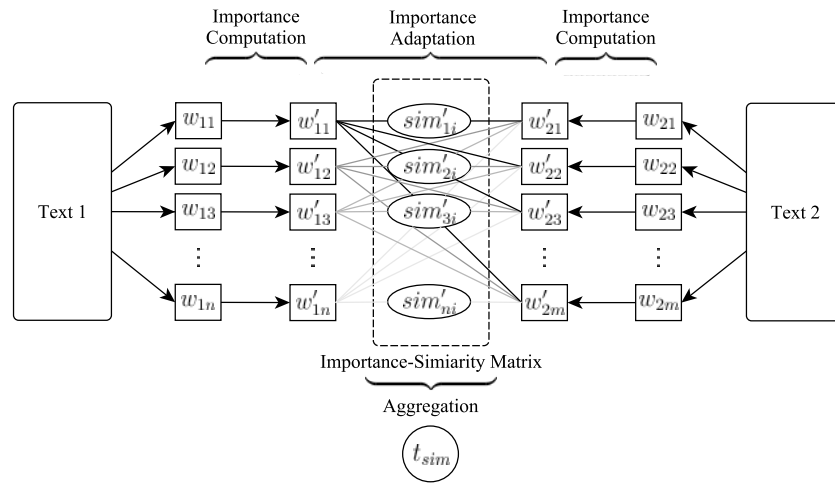 Importance Computation
Importance Adaptation
Importance Computation
Text 1
w₁₁ w′₁₁ sim′₁ᵢ w′₂₁ w₂₁
w₁₂ w′₁₂ sim′₂ᵢ w′₂₂ w₂₂
w₁₃ w′₁₃ sim′₃ᵢ w′₂₃ w₂₃
⋮ ⋮ ⋮ ⋮
w₁ₙ w′₁ₙ sim′ₙᵢ w′₂ₘ w₂ₘ
Text 2
Importance-Simiarity Matrix
Aggregation
tₛᵢₘ